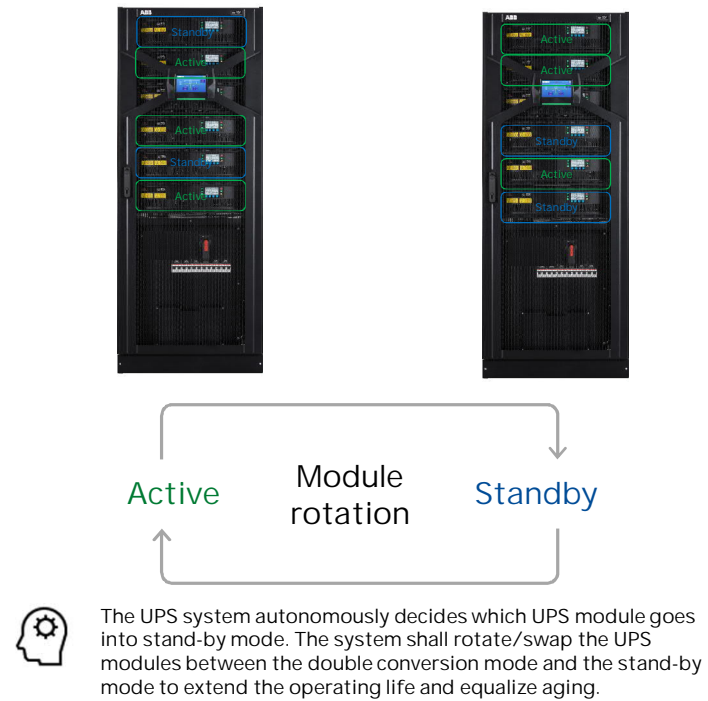 ABB
Standby
Active
Active
Standby
Active
ABB
Active
Active
Standby
Active
Standby
Active
Module
rotation
Standby
The UPS system autonomously decides which UPS module goes
into stand-by mode. The system shall rotate/swap the UPS
modules between the double conversion mode and the stand-by
mode to extend the operating life and equalize aging.